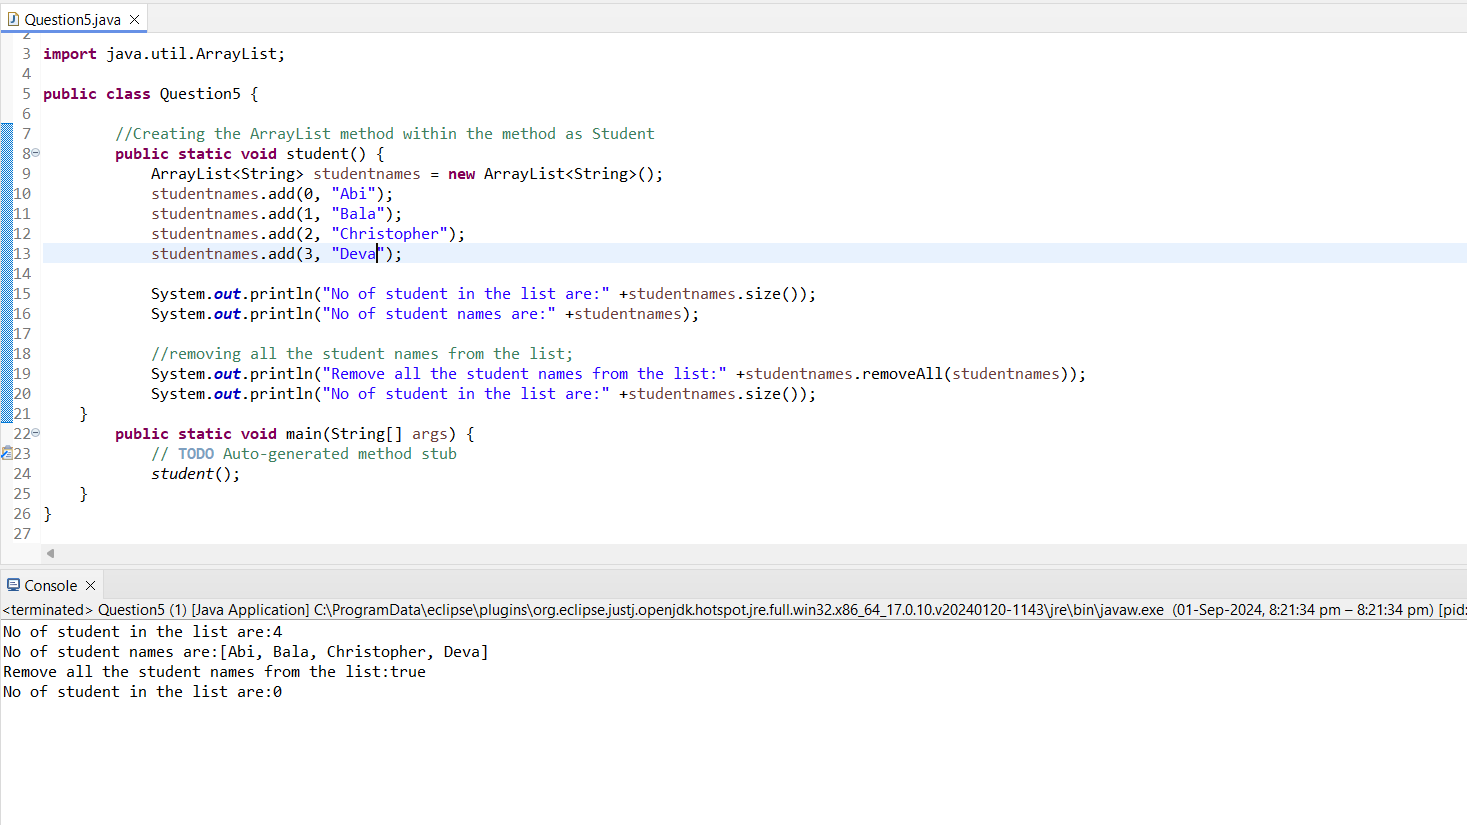 Question5.java
2
3 import java.util.ArrayList;
4
5 public class Question5 {
6
7 //Creating the ArrayList method within the method as Student
8 public static void student() {
9 ArrayList<String> studentnames = new ArrayList<String>();
10 studentnames.add(0, "Abi");
11 studentnames.add(1, "Bala");
12 studentnames.add(2, "Christopher");
13 studentnames.add(3, "Deva");
14
15 System.out.println("No of student in the list are:" +studentnames.size());
16 System.out.println("No of student names are:" +studentnames);
17
18 //removing all the student names from the list;
19 System.out.println("Remove all the student names from the list:" +studentnames.removeAll(studentnames));
20 System.out.println("No of student in the list are:" +studentnames.size());
21 }
22 public static void main(String[] args) {
23 // TODO Auto-generated method stub
24 student();
25 }
26 }
27
Console
<terminated> Question5 (1) [Java Application] C:\ProgramData\eclipse\plugins\org.eclipse.justj.openjdk.hotspot.jre.full.win32.x86_64_17.0.10.v20240120-1143\jre\bin\javaw.exe (01-Sep-2024, 8:21:34 pm – 8:21:34 pm) [pid:
No of student in the list are:4
No of student names are:[Abi, Bala, Christopher, Deva]
Remove all the student names from the list:true
No of student in the list are:0